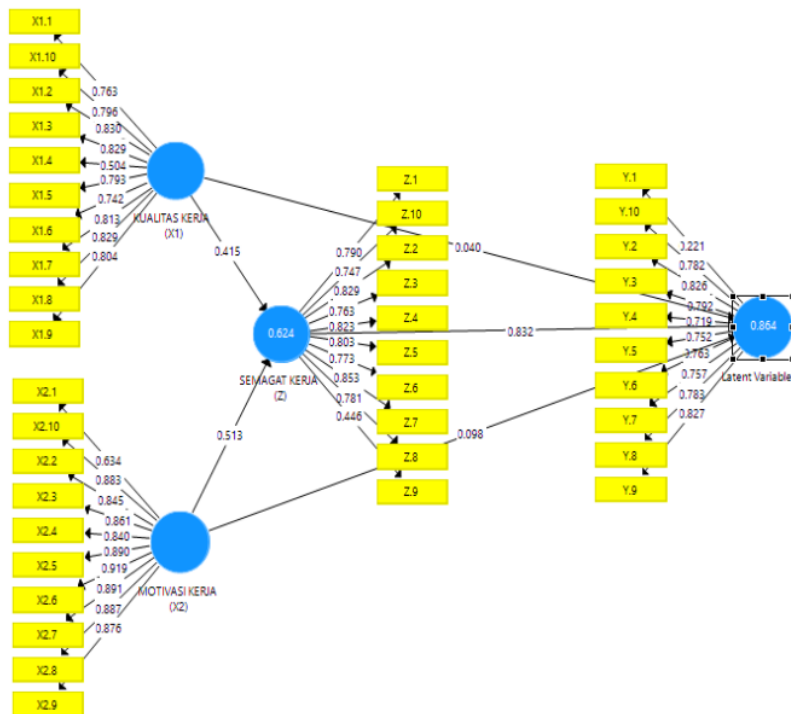 X1.1
X1.10
X1.2
X1.3
X1.4
X1.5
X1.6
X1.7
X1.8
X1.9
0.763
0.796
0.830
0.829
0.504
0.793
0.742
0.813
0.829
0.804
KUALITAS KERJA
(X1)
0.415
0.040
X2.1
X2.10
X2.2
X2.3
X2.4
X2.5
X2.6
X2.7
X2.8
X2.9
0.634
0.883
0.845
0.861
0.840
0.890
0.919
0.891
0.887
0.876
MOTIVASI KERJA
(X2)
0.513
0.098
0.624
SEMAGAT KERJA
(Z)
0.832
0.790
0.747
0.829
0.763
0.823
0.803
0.773
0.853
0.781
0.446
Z.1
Z.10
Z.2
Z.3
Z.4
Z.5
Z.6
Z.7
Z.8
Z.9
Y.1
Y.10
Y.2
Y.3
Y.4
Y.5
Y.6
Y.7
Y.8
Y.9
0.221
0.782
0.826
0.792
0.719
0.752
0.763
0.757
0.783
0.827
0.864
Latent Variable